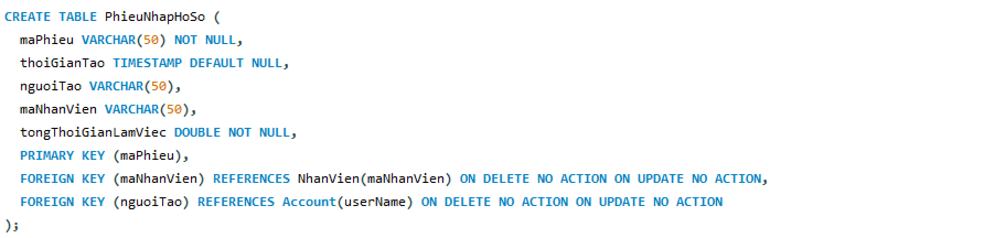 CREATE TABLE PhieuNhapHoSo (
  maPhieu VARCHAR(50) NOT NULL,
  thoiGianTao TIMESTAMP DEFAULT NULL,
  nguoiTao VARCHAR(50),
  maNhanVien VARCHAR(50),
  tongThoiGianLamViec DOUBLE NOT NULL,
  PRIMARY KEY (maPhieu),
  FOREIGN KEY (maNhanVien) REFERENCES NhanVien(maNhanVien) ON DELETE NO ACTION ON UPDATE NO ACTION,
  FOREIGN KEY (nguoiTao) REFERENCES Account(userName) ON DELETE NO ACTION ON UPDATE NO ACTION
);